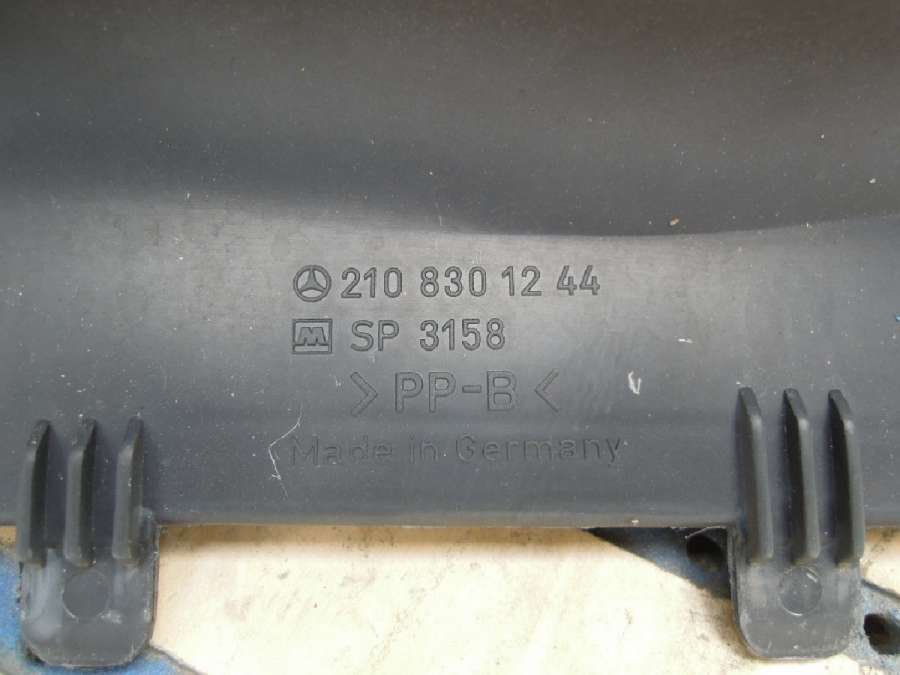 210 830 12 44
M SP 3158
>PP-B<
Made in Germany